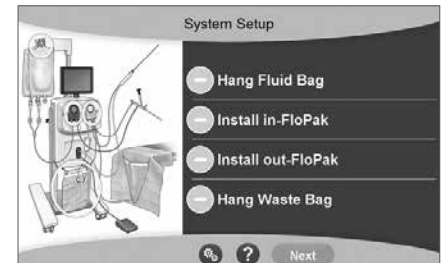 System Setup
Hang Fluid Bag
Install in-FloPak
Install out-FloPak
Hang Waste Bag
? Next